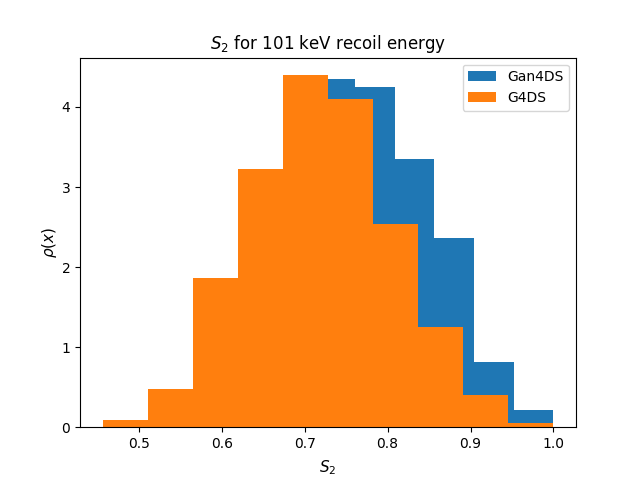 S₂ for 101 keV recoil energy
Gan4DS
G4DS
ρ(x)
4
3
2
1
0
0.5 0.6 0.7 0.8 0.9 1.0
S₂